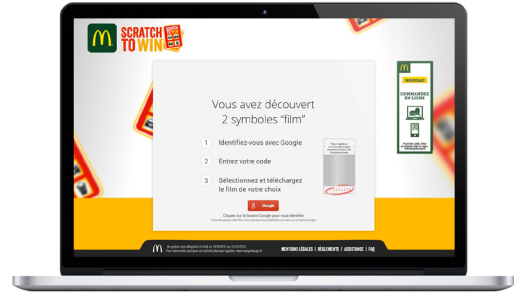 SCRATCH
TO WIN
Vous avez découvert
2 symboles “film”
1 Identifiez-vous avec Google
2 Entrez votre code
3 Sélectionnez et téléchargez
le film de votre choix
Google
Cliquez sur le bouton Google pour vous identifier
NOUVEAU
COMMANDEZ
EN LIGNE
MENTIONS LÉGALES | RÈGLEMENTS | ASSISTANCE | FAQ